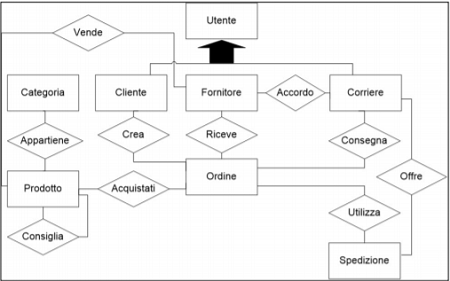 Utente
Vende
Categoria
Cliente
Fornitore
Accordo
Corriere
Appartiene
Crea
Riceve
Consegna
Prodotto
Acquistati
Ordine
Offre
Consiglia
Utilizza
Spedizione